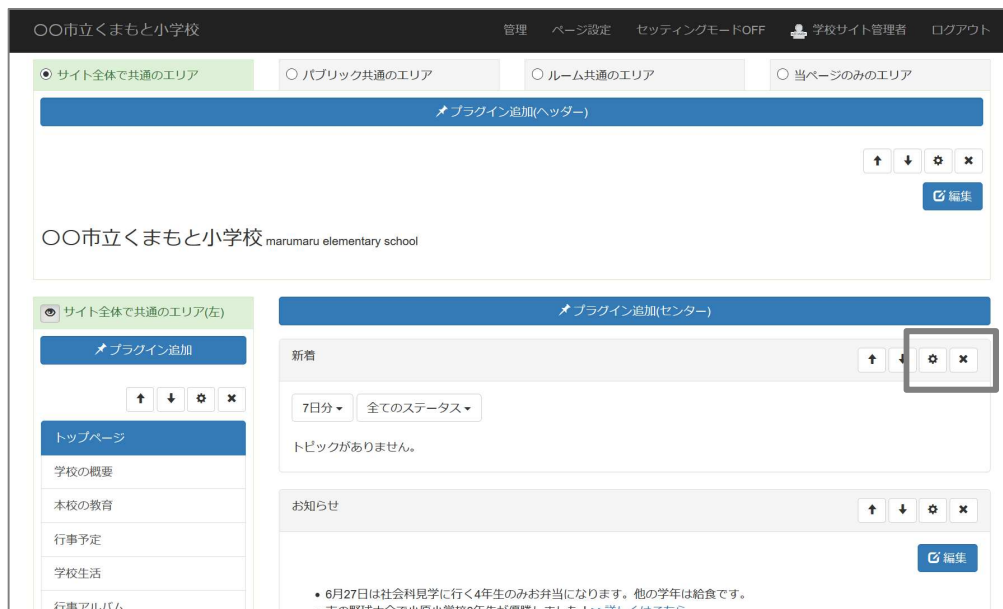 〇〇市立くまもと小学校
管理 ページ設定 セッティングモードOFF 学校サイト管理者 ログアウト
サイト全体で共通のエリア パブリック共通のエリア ルーム共通のエリア 当ページのみのエリア
プラグイン追加(ヘッダー)
編集
〇〇市立くまもと小学校 marumaru elementary school
サイト全体で共通のエリア(左)
プラグイン追加
トップページ
学校の概要
本校の教育
行事予定
学校生活
行事アルバム
プラグイン追加(センター)
新着
7日分 全てのステータス
トピックがありません。
お知らせ
編集
• 6月27日は社会科見学に行く4年生のみお弁当になります。他の学年は給食です。